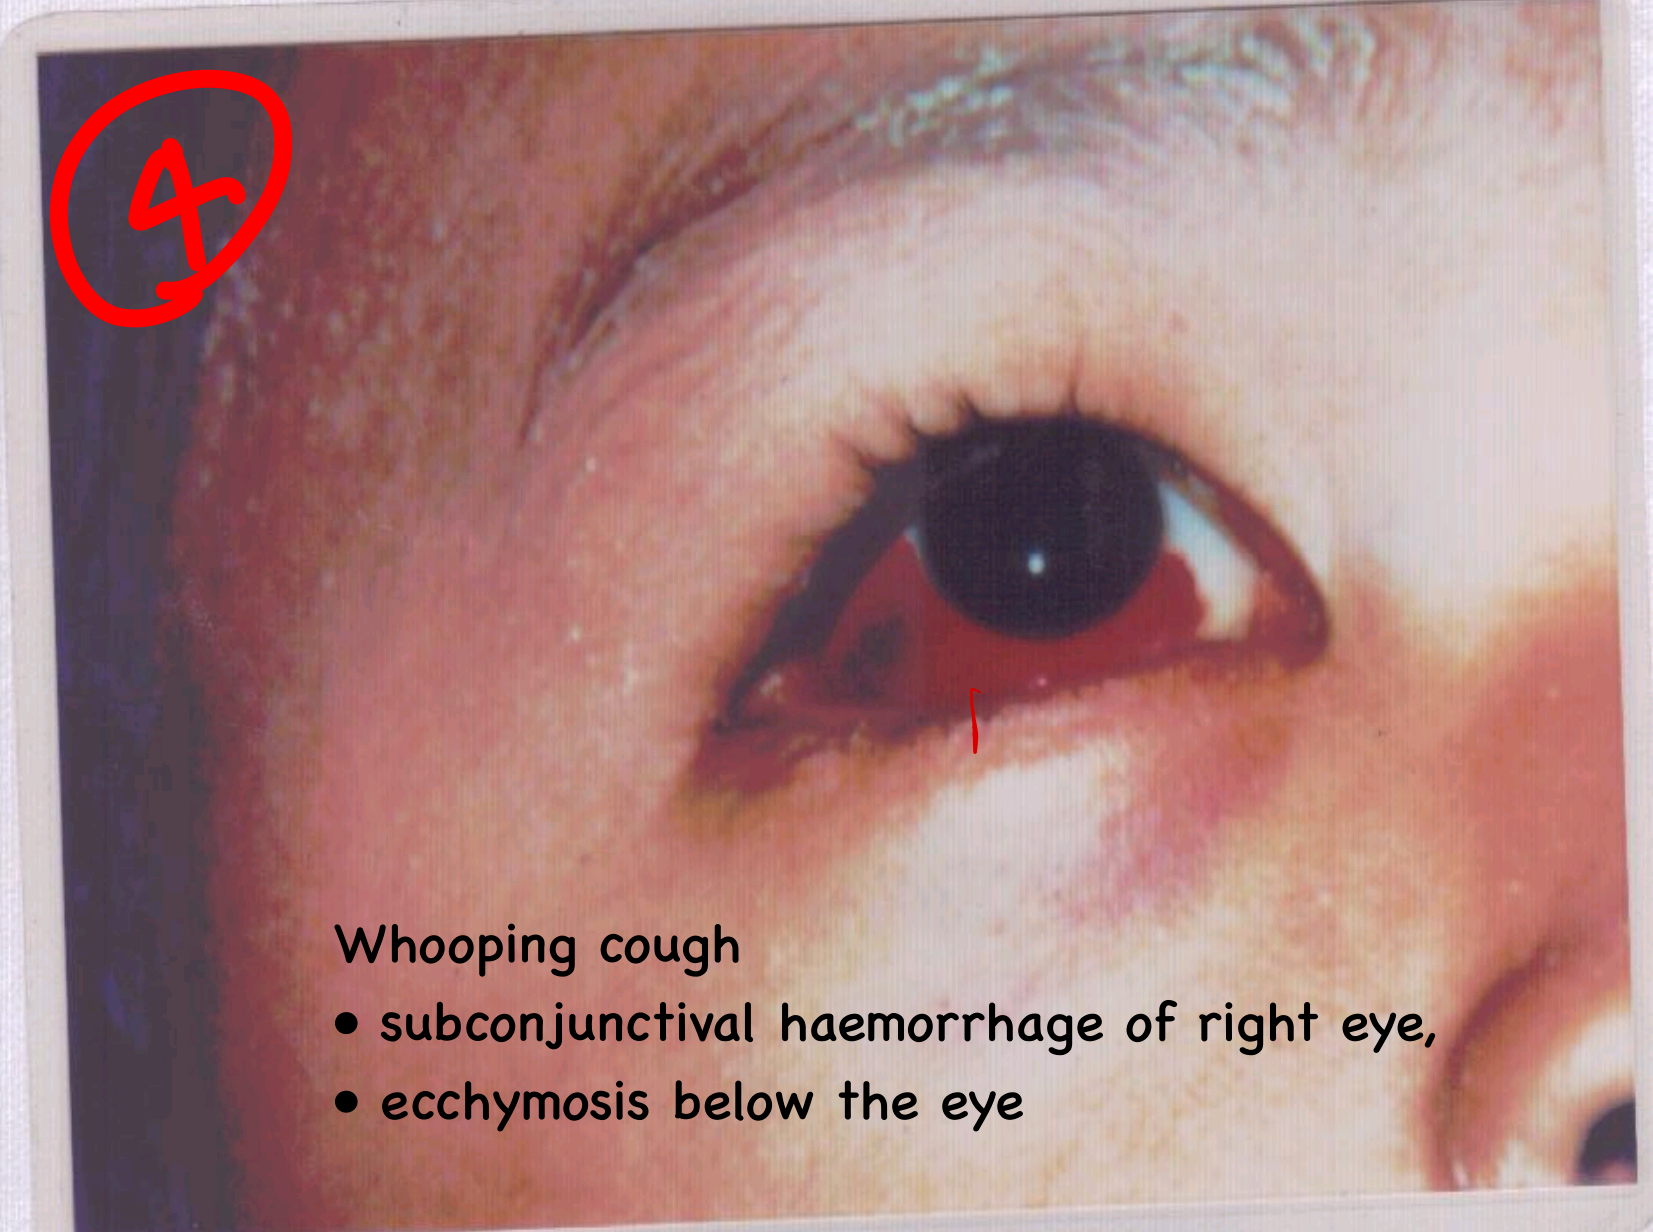 4
Whooping cough
• subconjunctival haemorrhage of right eye,
• ecchymosis below the eye